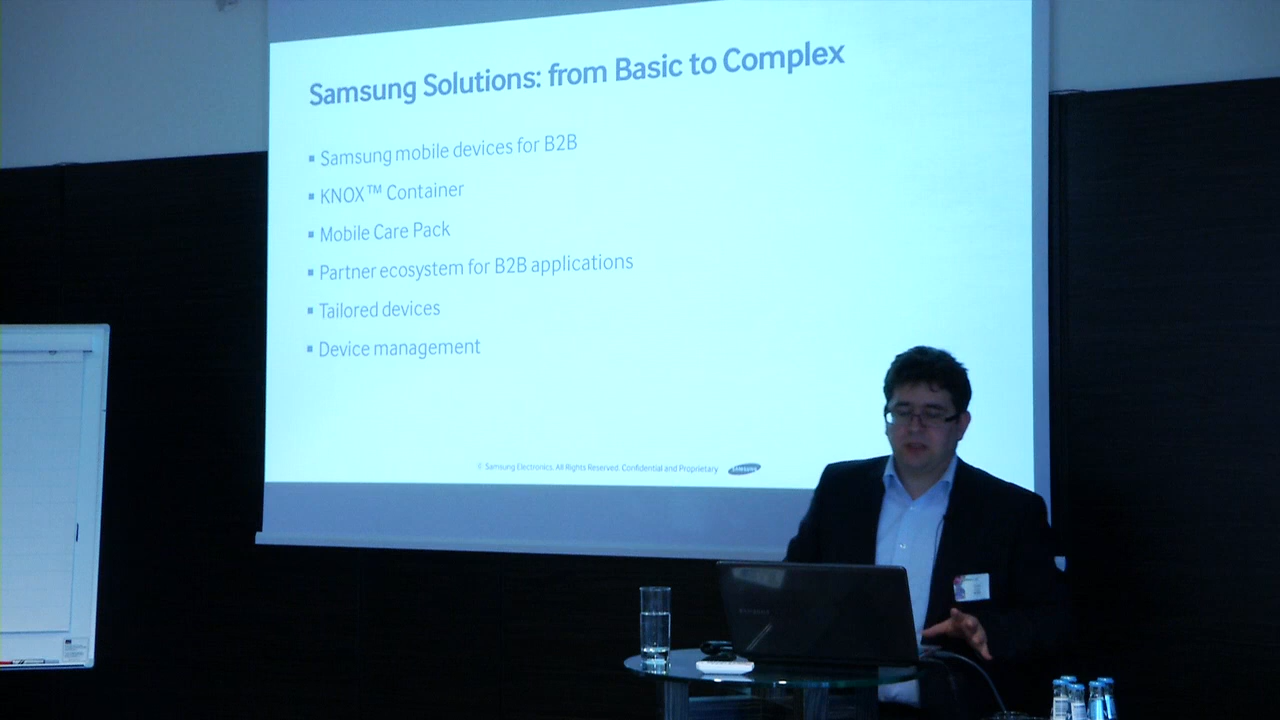 Samsung Solutions: from Basic to Complex
▪ Samsung mobile devices for B2B
▪ KNOX™ Container
▪ Mobile Care Pack
▪ Partner ecosystem for B2B applications
▪ Tailored devices
▪ Device management
Samsung Electronics. All Rights Reserved. Confidential and Proprietary
SAMSUNG
SAMSUNG